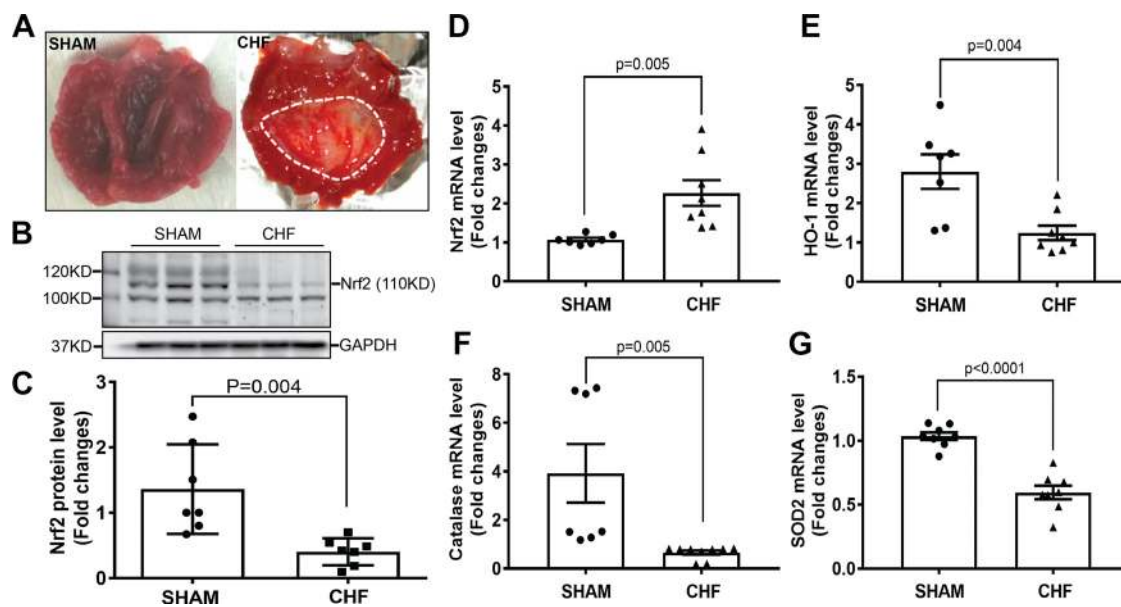 A
SHAM
CHF
B
SHAM
CHF
120KD
100KD
Nrf2 (110KD)
37KD
GAPDH
C
P=0.004
3
2
1
0
Nrf2 protein level
(Fold changes)
SHAM
CHF
D
p=0.005
5
4
3
2
1
0
Nrf2 mRNA level
(Fold changes)
SHAM
CHF
E
p=0.004
5
4
3
2
1
0
HO-1 mRNA level
(Fold changes)
SHAM
CHF
F
p=0.005
8
6
4
2
0
Catalase mRNA level
(Fold changes)
SHAM
CHF
G
p<0.0001
1.5
1.0
0.5
0.0
SOD2 mRNA level
(Fold changes)
SHAM
CHF